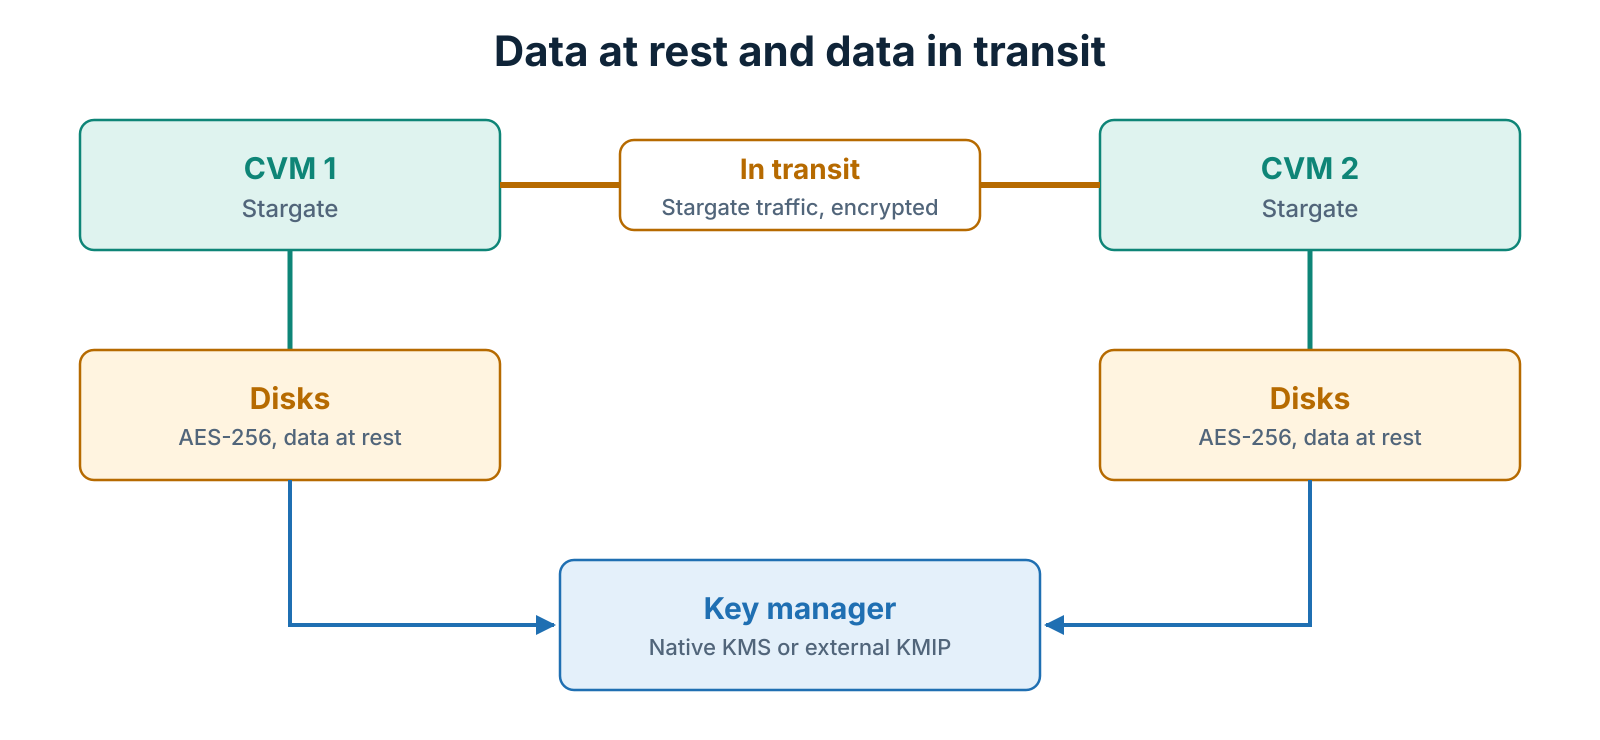 Data at rest and data in transit
CVM 1
Stargate
In transit
Stargate traffic, encrypted
CVM 2
Stargate
Disks
AES-256, data at rest
Disks
AES-256, data at rest
Key manager
Native KMS or external KMIP